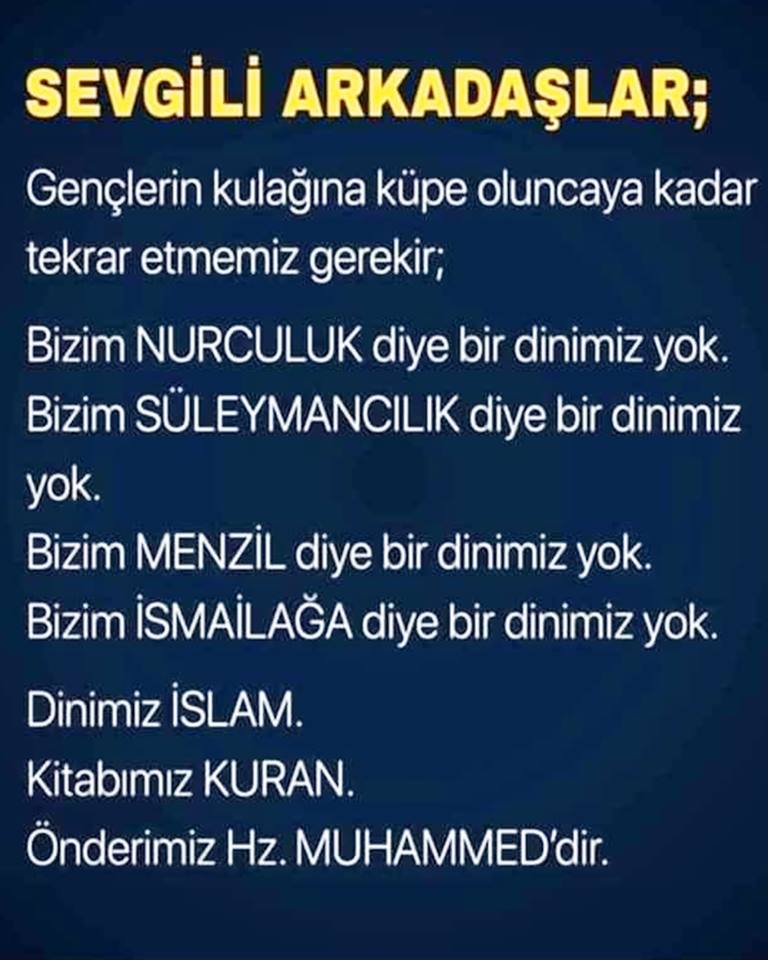 SEVGİLİ ARKADAŞLAR;
Gençlerin kulağına küpe oluncaya kadar
tekrar etmemiz gerekir;
Bizim NURCULUK diye bir dinimiz yok.
Bizim SÜLEYMANCILIK diye bir dinimiz
yok.
Bizim MENZİL diye bir dinimiz yok.
Bizim İSMAİLAĞA diye bir dinimiz yok.
Dinimiz İSLAM.
Kitabımız KURAN.
Önderimiz Hz. MUHAMMED'dir.